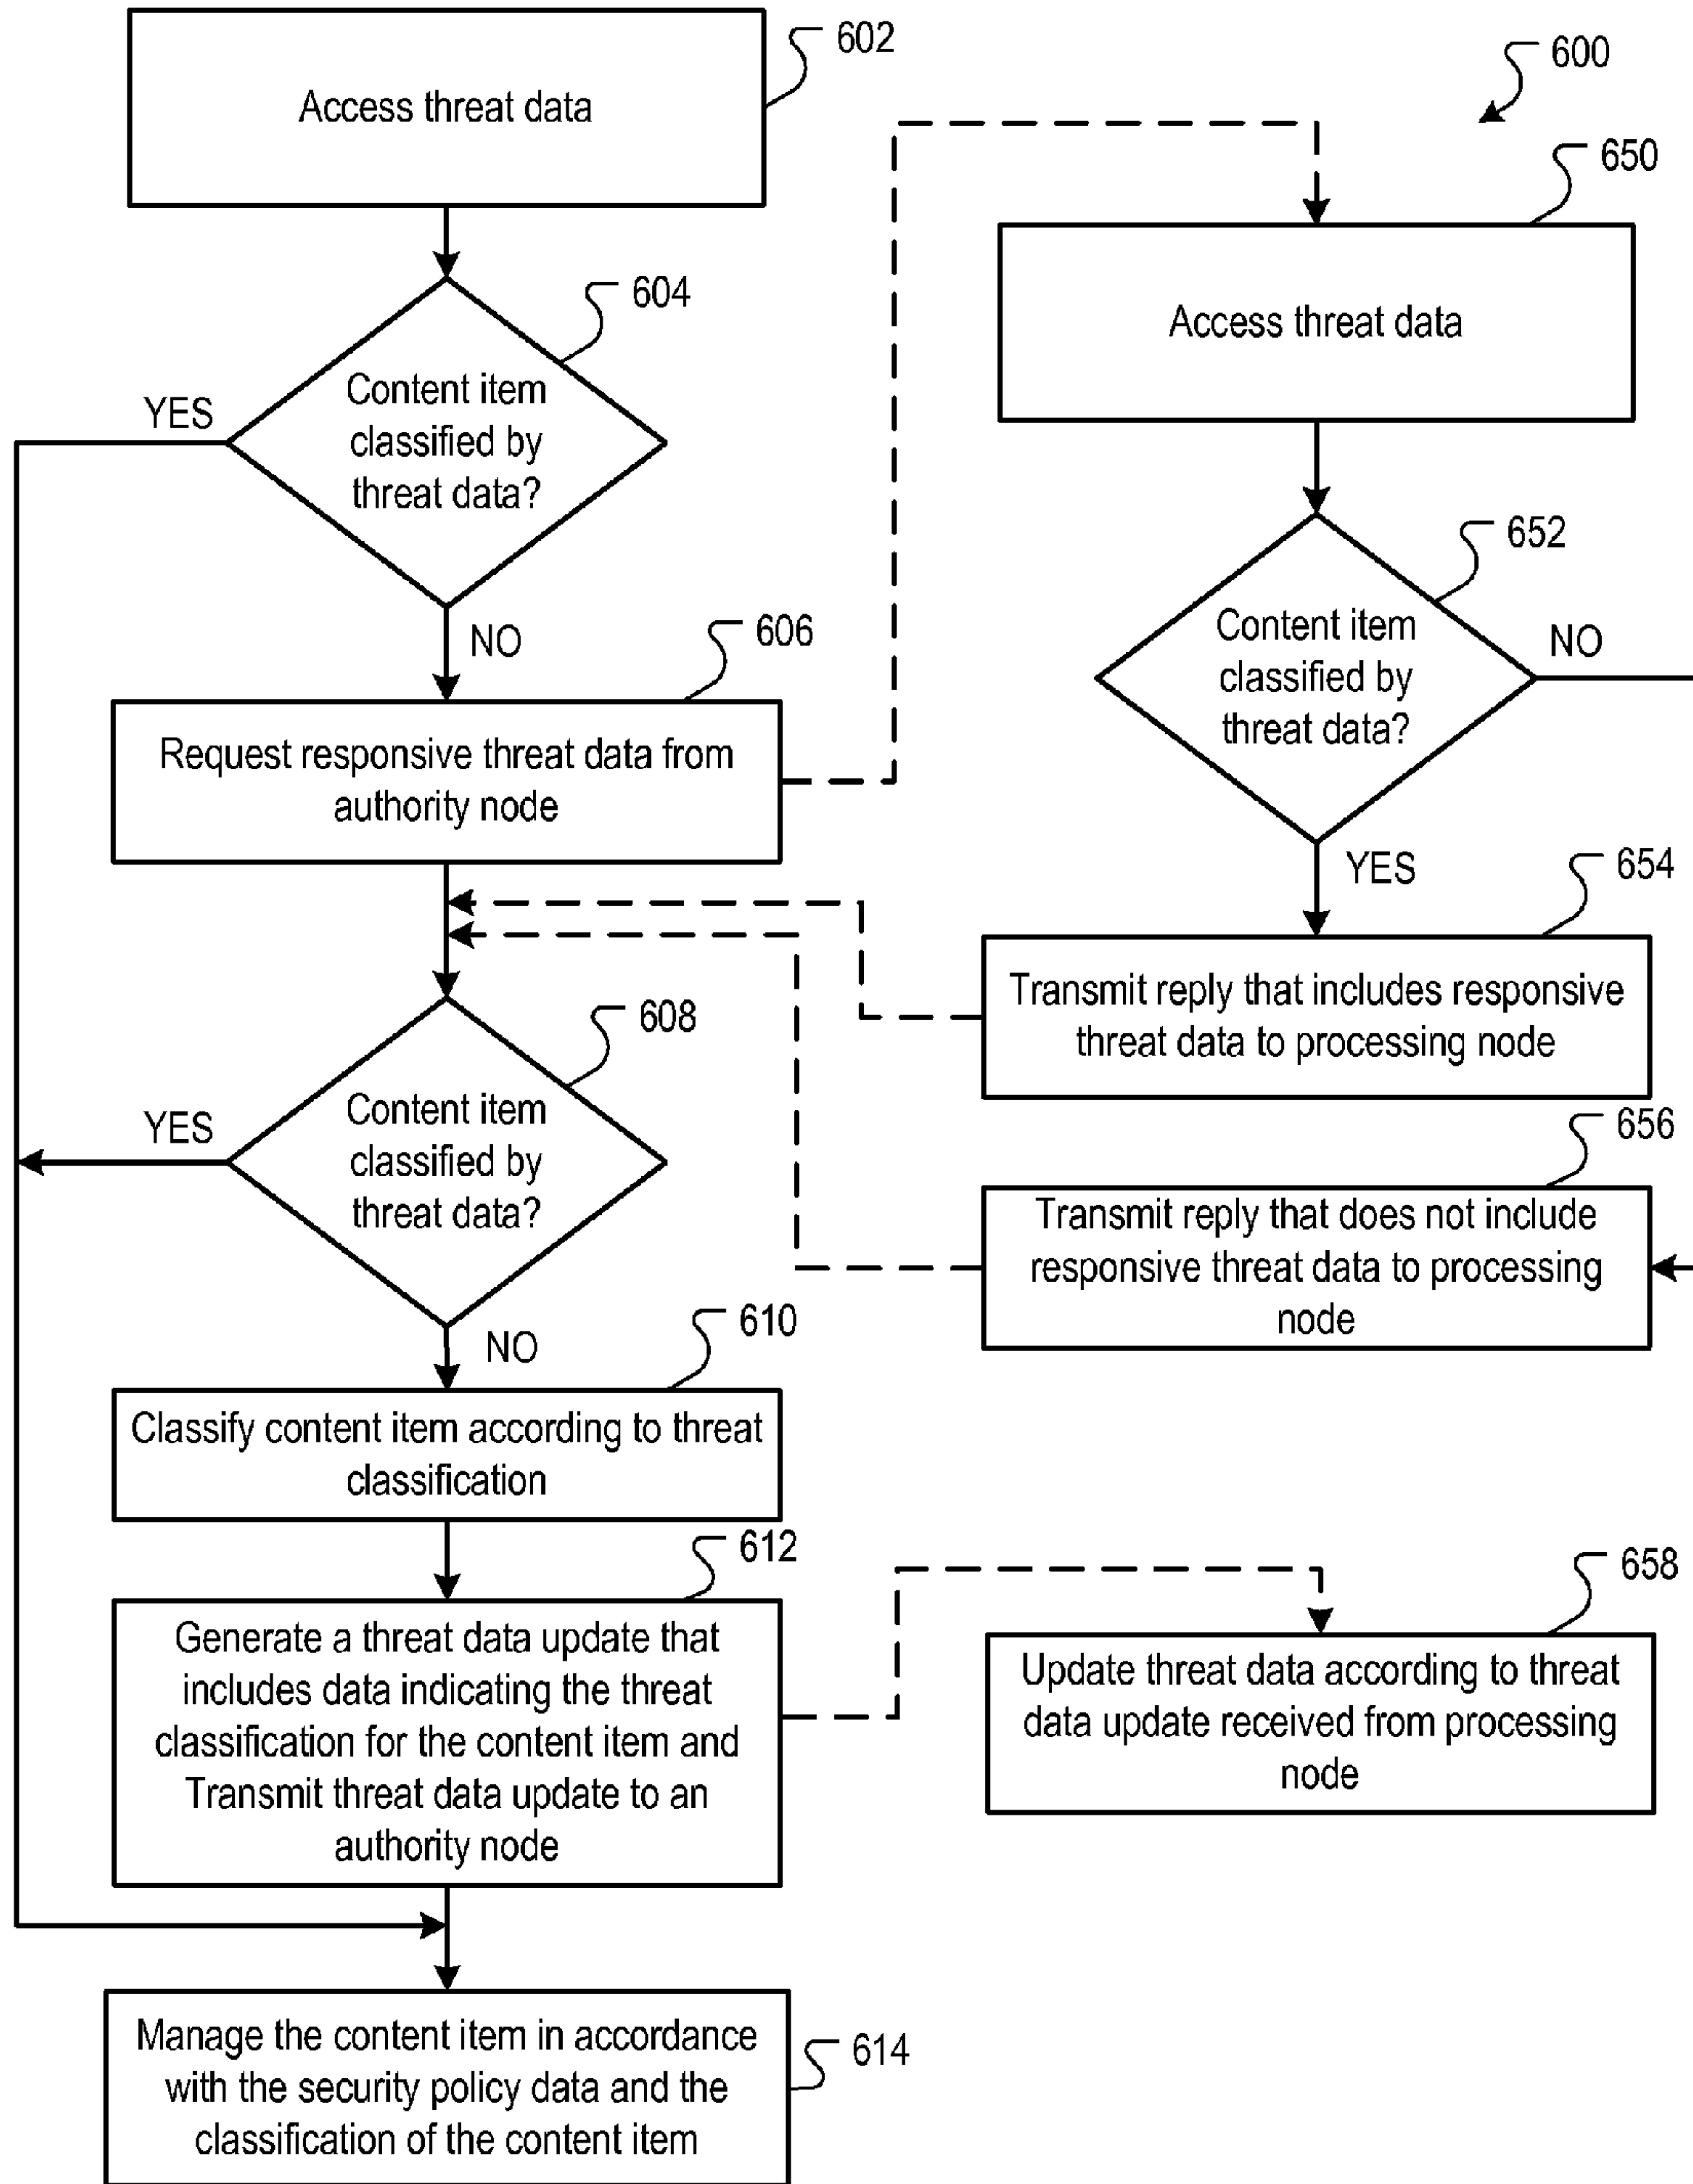 602
Access threat data
600
604
Content item
classified by
threat data?
YES
NO
606
Request responsive threat data from
authority node
608
Content item
classified by
threat data?
YES
NO
610
Classify content item according to threat
classification
612
Generate a threat data update that
includes data indicating the threat
classification for the content item and
Transmit threat data update to an
authority node
Manage the content item in accordance
with the security policy data and the
classification of the content item
614
650
Access threat data
652
Content item
classified by
threat data?
NO
YES
654
Transmit reply that includes responsive
threat data to processing node
656
Transmit reply that does not include
responsive threat data to processing
node
658
Update threat data according to threat
data update received from processing
node